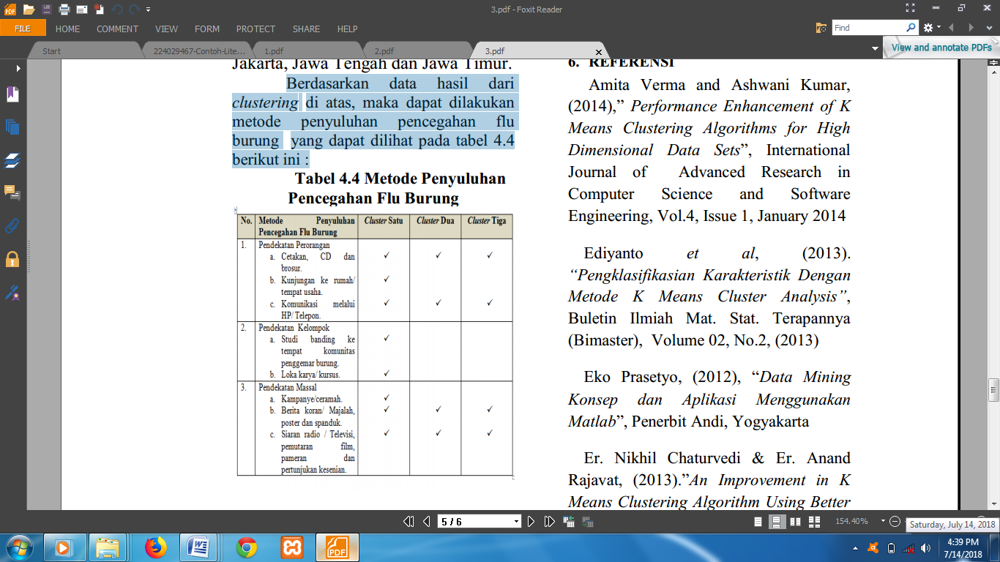 3.pdf - Foxit Reader
FILE
HOME
COMMENT
VIEW
FORM
PROTECT
SHARE
HELP
Find
Start
224029467-Contoh-Lite...
1.pdf
2.pdf
3.pdf
View and annotate PDFs
Jakarta, Jawa Tengah dan Jawa Timur.
Berdasarkan data hasil dari
clustering di atas, maka dapat dilakukan
metode penyuluhan pencegahan flu
burung yang dapat dilihat pada tabel 4.4
berikut ini :
Tabel 4.4 Metode Penyuluhan
Pencegahan Flu Burung
No. Metode Penyuluhan Cluster Satu Cluster Dua Cluster Tiga
Pencegahan Flu Burung
1. Pendekatan Perorangan
a. Cetakan, CD dan ✓ ✓ ✓
brosur.
b. Kunjungan ke rumah/ ✓
tempat usaha.
c. Komunikasi melalui ✓ ✓ ✓
HP/ Telepon.
2. Pendekatan Kelompok
a. Studi banding ke ✓
tempat komunitas
penggemar burung.
b. Loka karya/ kursus. ✓
3. Pendekatan Massal
a. Kampanye/ceramah. ✓
b. Berita koran/ Majalah, ✓ ✓ ✓
poster dan spanduk.
c. Siaran radio / Televisi, ✓ ✓ ✓
pemutaran film,
pameran dan
pertunjukan kesenian.
6. REFERENSI
Amita Verma and Ashwani Kumar,
(2014),” Performance Enhancement of K
Means Clustering Algorithms for High
Dimensional Data Sets”, International
Journal of Advanced Research in
Computer Science and Software
Engineering, Vol.4, Issue 1, January 2014
Ediyanto et al, (2013).
“Pengklasifikasian Karakteristik Dengan
Metode K Means Cluster Analysis”,
Buletin Ilmiah Mat. Stat. Terapannya
(Bimaster), Volume 02, No.2, (2013)
Eko Prasetyo, (2012), “Data Mining
Konsep dan Aplikasi Menggunakan
Matlab”, Penerbit Andi, Yogyakarta
Er. Nikhil Chaturvedi & Er. Anand
Rajavat, (2013).”An Improvement in K
Means Clustering Algorithm Using Better
5 / 6
154.40%
Saturday, July 14, 2018
4:39 PM
7/14/2018